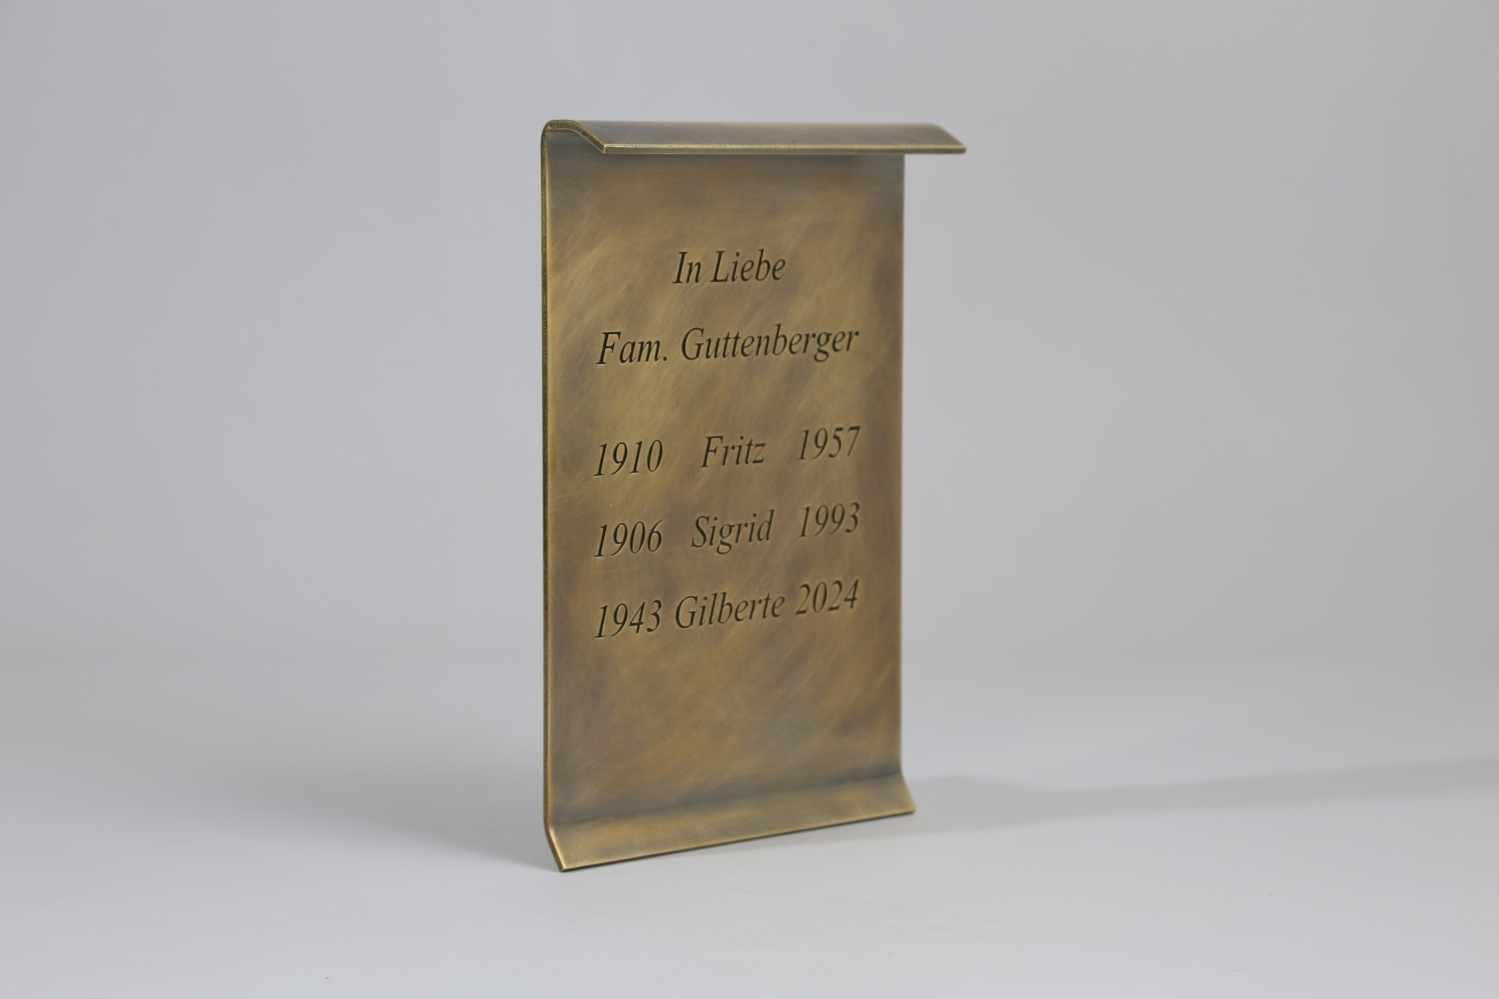 In Liebe
Fam. Guttenberger
1910 Fritz 1957
1906 Sigrid 1993
1943 Gilberte 2024